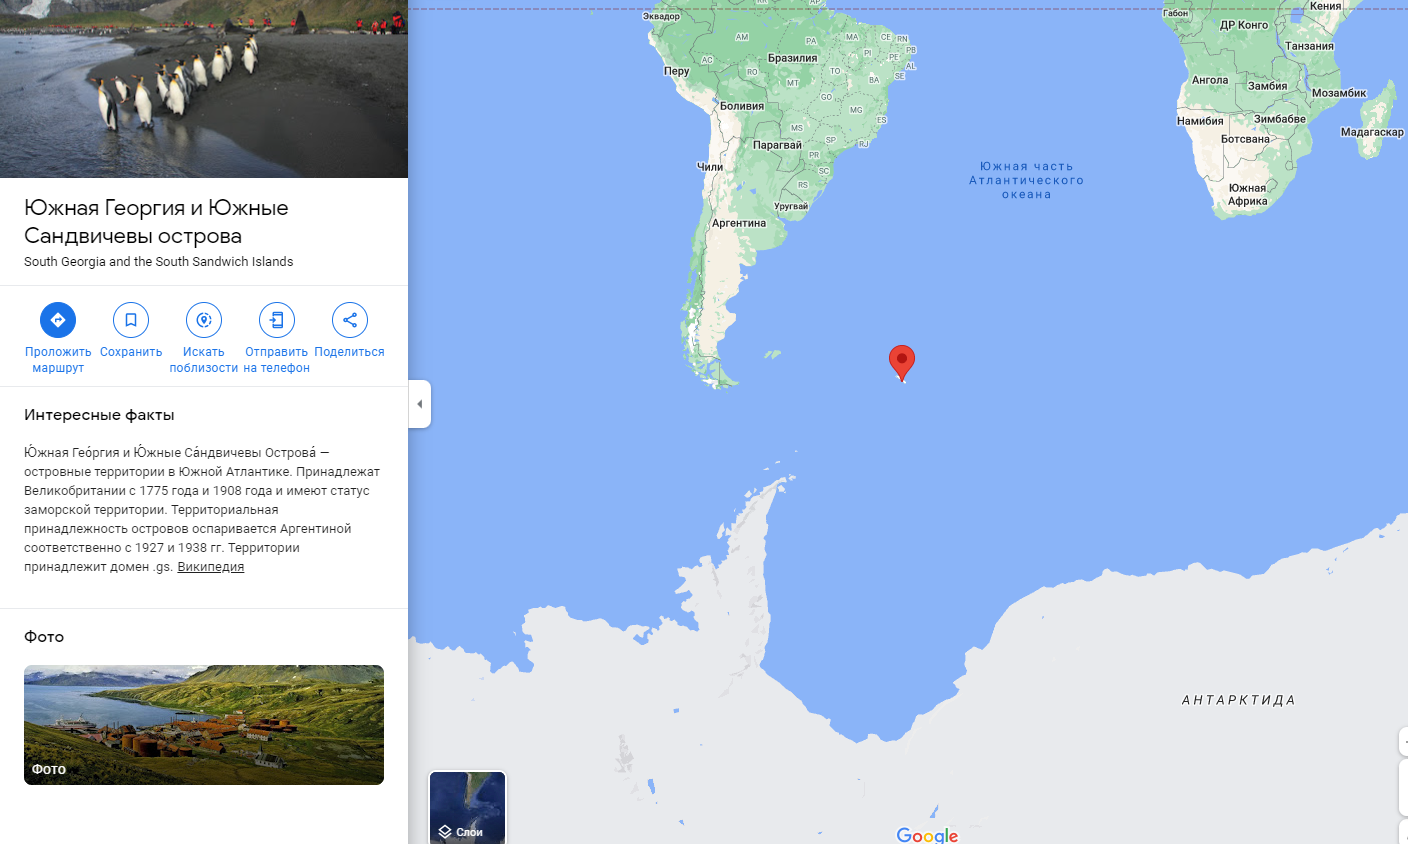 Южная Георгия и Южные
Сандвичевы острова
South Georgia and the South Sandwich Islands
Проложить
маршрут
Сохранить
Искать
поблизости
Отправить
на телефон
Поделиться
Интересные факты
Ю́жная Гео́ргия и Ю́жные Са́ндвичевы Острова́ —
островные территории в Южной Атлантике. Принадлежат
Великобритании с 1775 года и 1908 года и имеют статус
заморской территории. Территориальная
принадлежность островов оспаривается Аргентиной
соответственно с 1927 и 1938 гг. Территории
принадлежит домен .gs. Википедия
Фото
Фото
Эквадор
Перу
Бразилия
AM
PA
MA
CE
RN
PB
PI
PE
AL
SE
AC
RO
TO
BA
MT
GO
MG
ES
MS
SP
RJ
PR
SC
RS
Боливия
Парагвай
Чили
Уругвай
Аргентина
Южная часть
Атлантического
океана
Габон
Кения
ДР Конго
Танзания
Ангола
Замбия
Мозамбик
Намибия
Зимбабве
Ботсвана
Мадагаскар
Южная
Африка
АНТАРКТИДА
Слои
Google